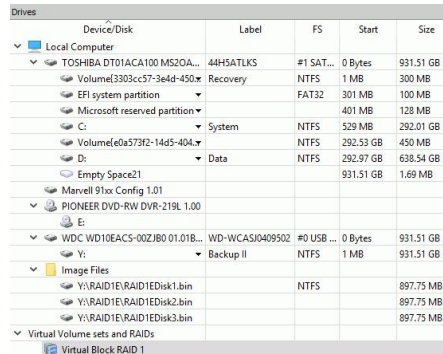 Drives
Device/Disk Label FS Start Size
Local Computer
TOSHIBA DT01ACA100 MS2OA... 44H5ATLKS #1 SAT... 0 Bytes 931.51 GB
Volume{3303cc57-3e4d-450... Recovery NTFS 1 MB 300 MB
EFI system partition FAT32 301 MB 100 MB
Microsoft reserved partition 401 MB 128 MB
C: System NTFS 529 MB 292.01 GB
Volume{e0a573f2-14d5-404... NTFS 292.53 GB 450 MB
D: Data NTFS 292.97 GB 638.54 GB
Empty Space21 931.51 GB 1.69 MB
Marvell 91xx Config 1.01
PIONEER DVD-RW DVR-219L 1.00
E:
WDC WD10EACS-00ZJB0 01.01B... WD-WCASJ0409502 #0 USB ... 0 Bytes 931.51 GB
Y: Backup II NTFS 1 MB 931.51 GB
Image Files
Y:\RAID1E\RAID1EDisk1.bin NTFS 897.75 MB
Y:\RAID1E\RAID1EDisk2.bin 897.75 MB
Y:\RAID1E\RAID1EDisk3.bin 897.75 MB
Virtual Volume sets and RAIDs
Virtual Block RAID 1